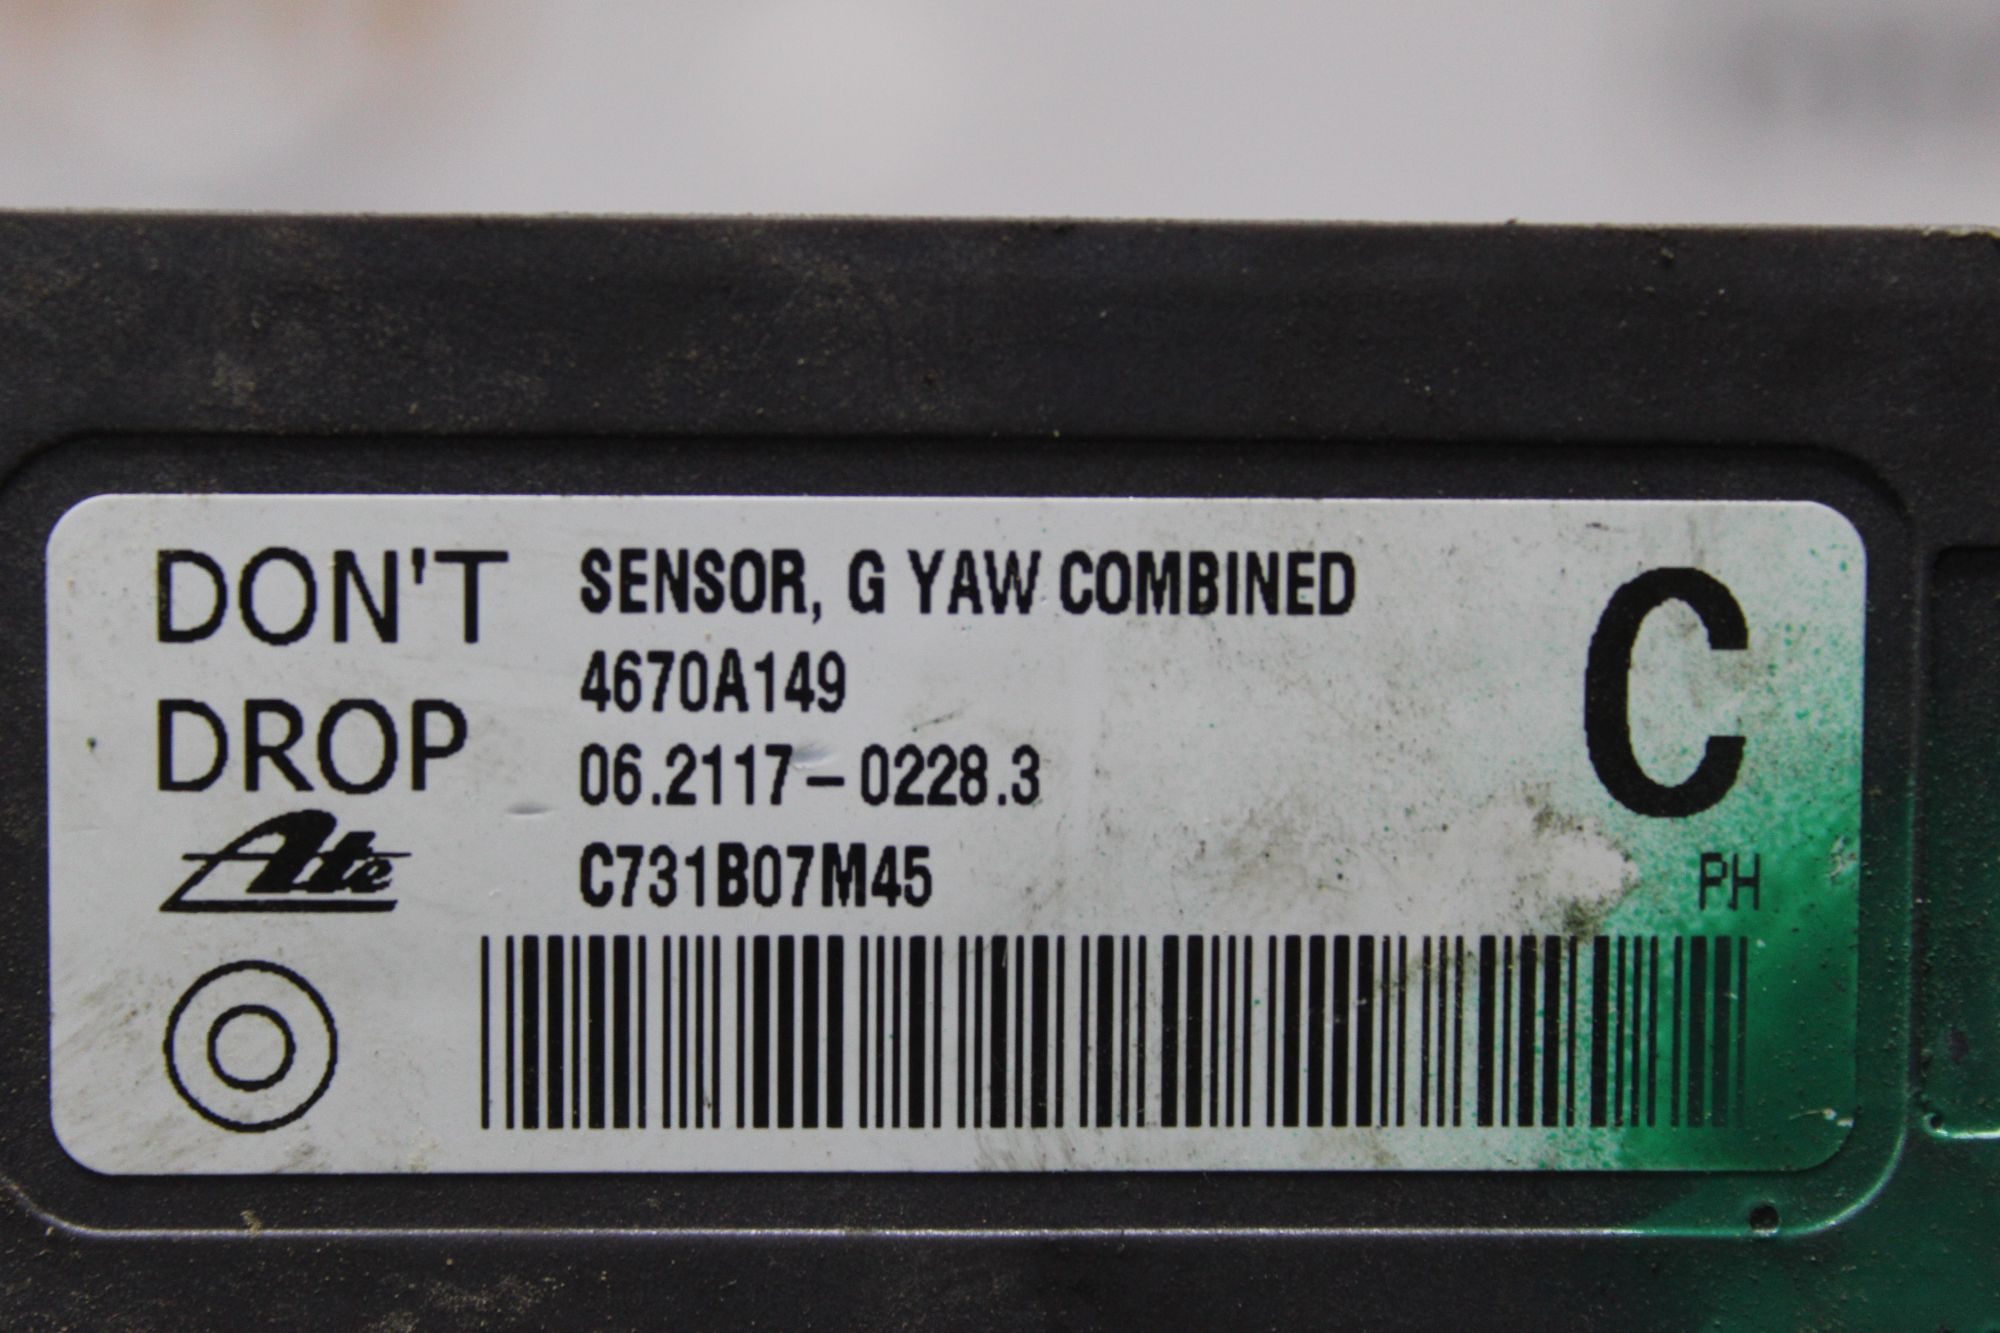 DON'T
DROP
Ate
SENSOR, G YAW COMBINED
4670A149
06.2117-0228.3
C731B07M45
C
PH